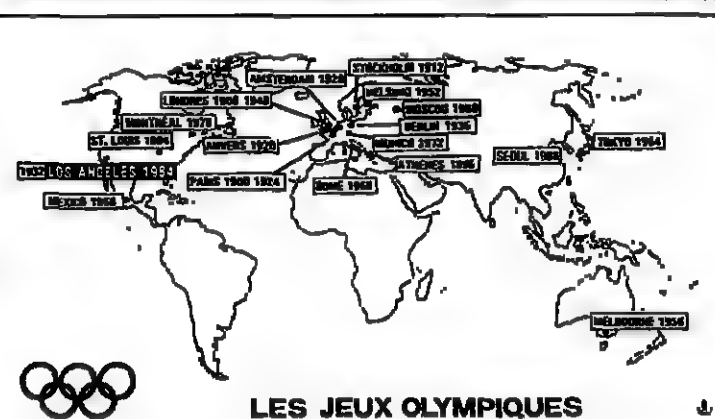 STOCKHOLM 1912
AMSTERDAM 1928
HELSINKI 1952
LONDRES 1908 1948
MOSCOU 1980
MONTRÉAL 1976
BERLIN 1936
ST. LOUIS 1904
ANVERS 1920
MUNICH 1972
TOKYO 1964
SEOUL 1988
ATHÈNES 1896
1932 LOS ANGELES 1984
PARIS 1900 1924
ROME 1960
MEXICO 1968
MELBOURNE 1956
LES JEUX OLYMPIQUES